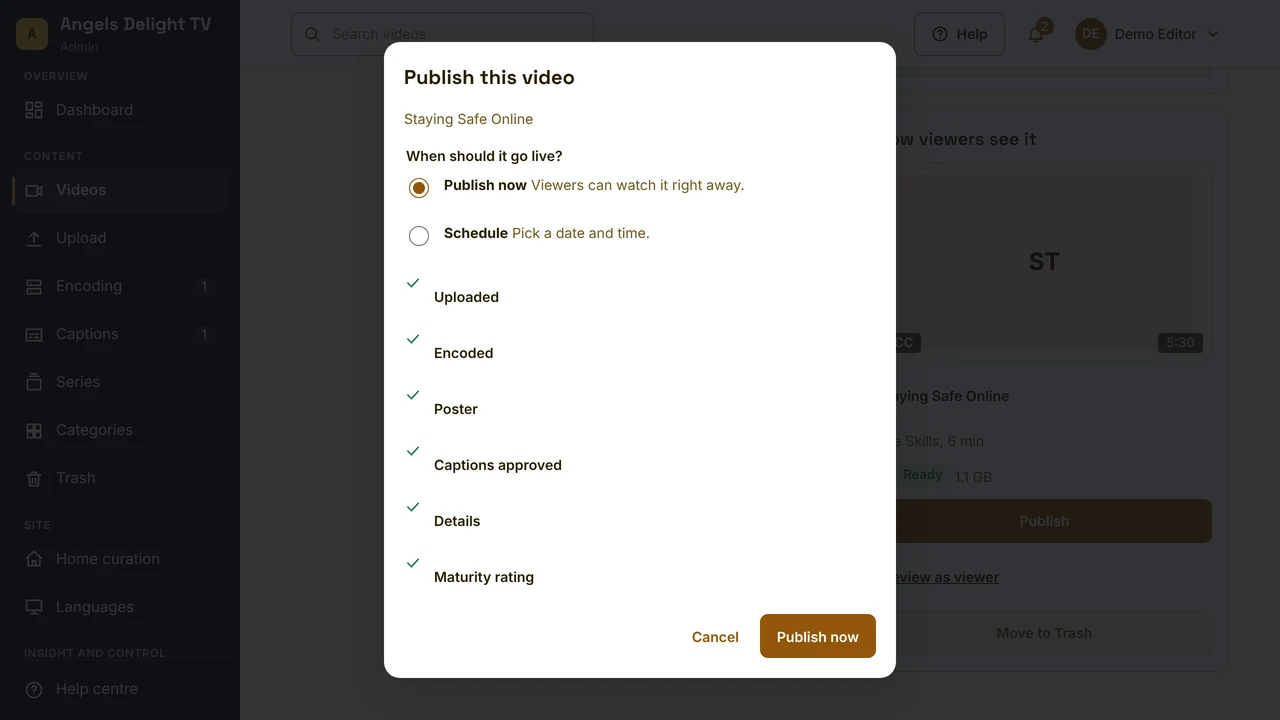 Angels Delight TV
A
Admin
OVERVIEW
Dashboard
CONTENT
Videos
Upload
Encoding 1
Captions 1
Series
Categories
Trash
SITE
Home curation
Languages
INSIGHT AND CONTROL
Help centre
Search videos
Help
2
DE Demo Editor
Publish this video
Staying Safe Online
When should it go live?
Publish now Viewers can watch it right away.
Schedule Pick a date and time.
Uploaded
Encoded
Poster
Captions approved
Details
Maturity rating
Cancel
Publish now
viewers see it
ST
CC
5:30
Safe Online
Skills, 6 min
Ready 1.1 GB
Publish
as viewer
Move to Trash